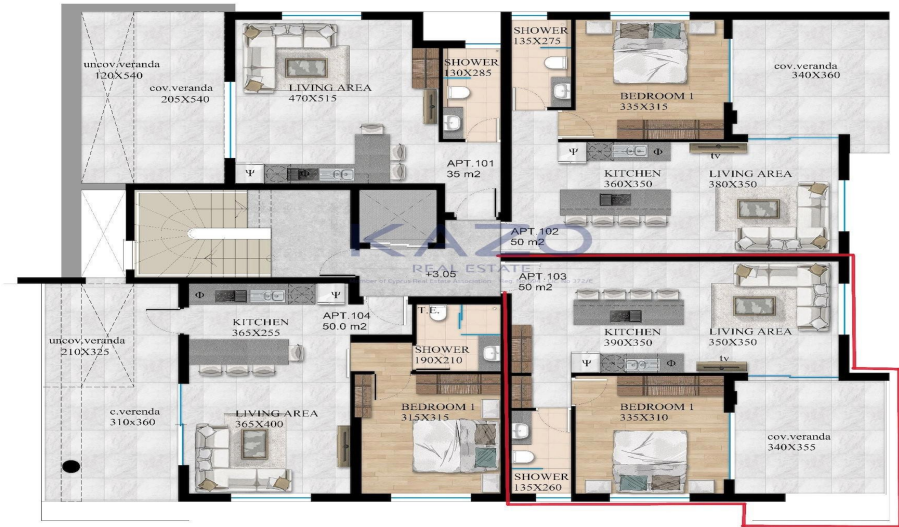 uncov.veranda
120X540
cov.veranda
205X540
LIVING AREA
470X515
SHOWER
130X285
APT.101
35 m2
SHOWER
135X275
BEDROOM 1
335X315
cov.veranda
340X360
Ψ
Φ
Ψ
Φ
tv
KITCHEN
360X350
LIVING AREA
380X350
APT.102
50 m2
KAZO
REAL ESTATE
+3.05
APT.103
50 m2
Φ
Ψ
KITCHEN
365X255
APT.104
50.0 m2
T.E.
SHOWER
190X210
uncov.veranda
210X325
c.verenda
310x360
LIVING AREA
365X400
BEDROOM 1
315X315
KITCHEN
390X350
LIVING AREA
350X350
Ψ
Φ
tv
BEDROOM 1
335X310
cov.veranda
340X355
SHOWER
135X260